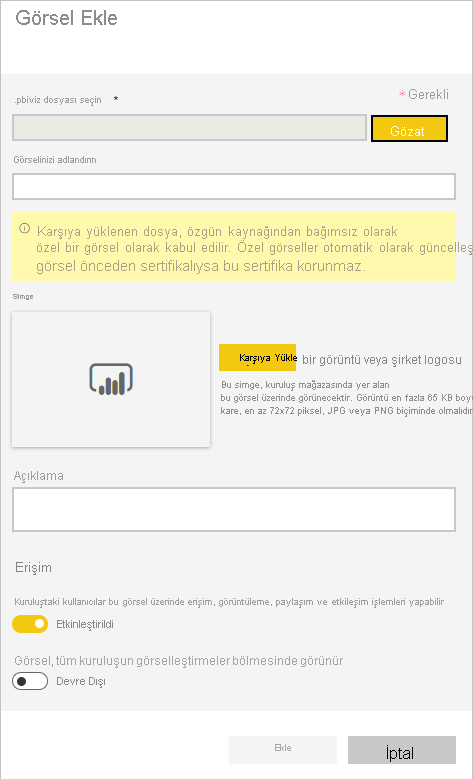 Görsel Ekle
.pbiviz dosyası seçin *
* Gerekli
Gözat
Görselinizi adlandırın
Karşıya yüklenen dosya, özgün kaynağından bağımsız olarak
özel bir görsel olarak kabul edilir. Özel görseller otomatik olarak güncelleş
görsel önceden sertifikalıysa bu sertifika korunmaz.
Simge
Karşıya Yükle bir görüntü veya şirket logosu
Bu simge, kuruluş mağazasında yer alan
bu görsel üzerinde görünecektir. Görüntü en fazla 65 KB boyu
kare, en az 72x72 piksel, JPG veya PNG biçiminde olmalıdır
Açıklama
Erişim
Kuruluştaki kullanıcılar bu görsel üzerinde erişim, görüntüleme, paylaşım ve etkileşim işlemleri yapabilir
Etkinleştirildi
Görsel, tüm kuruluşun görselleştirmeler bölmesinde görünür
Devre Dışı
Ekle
İptal